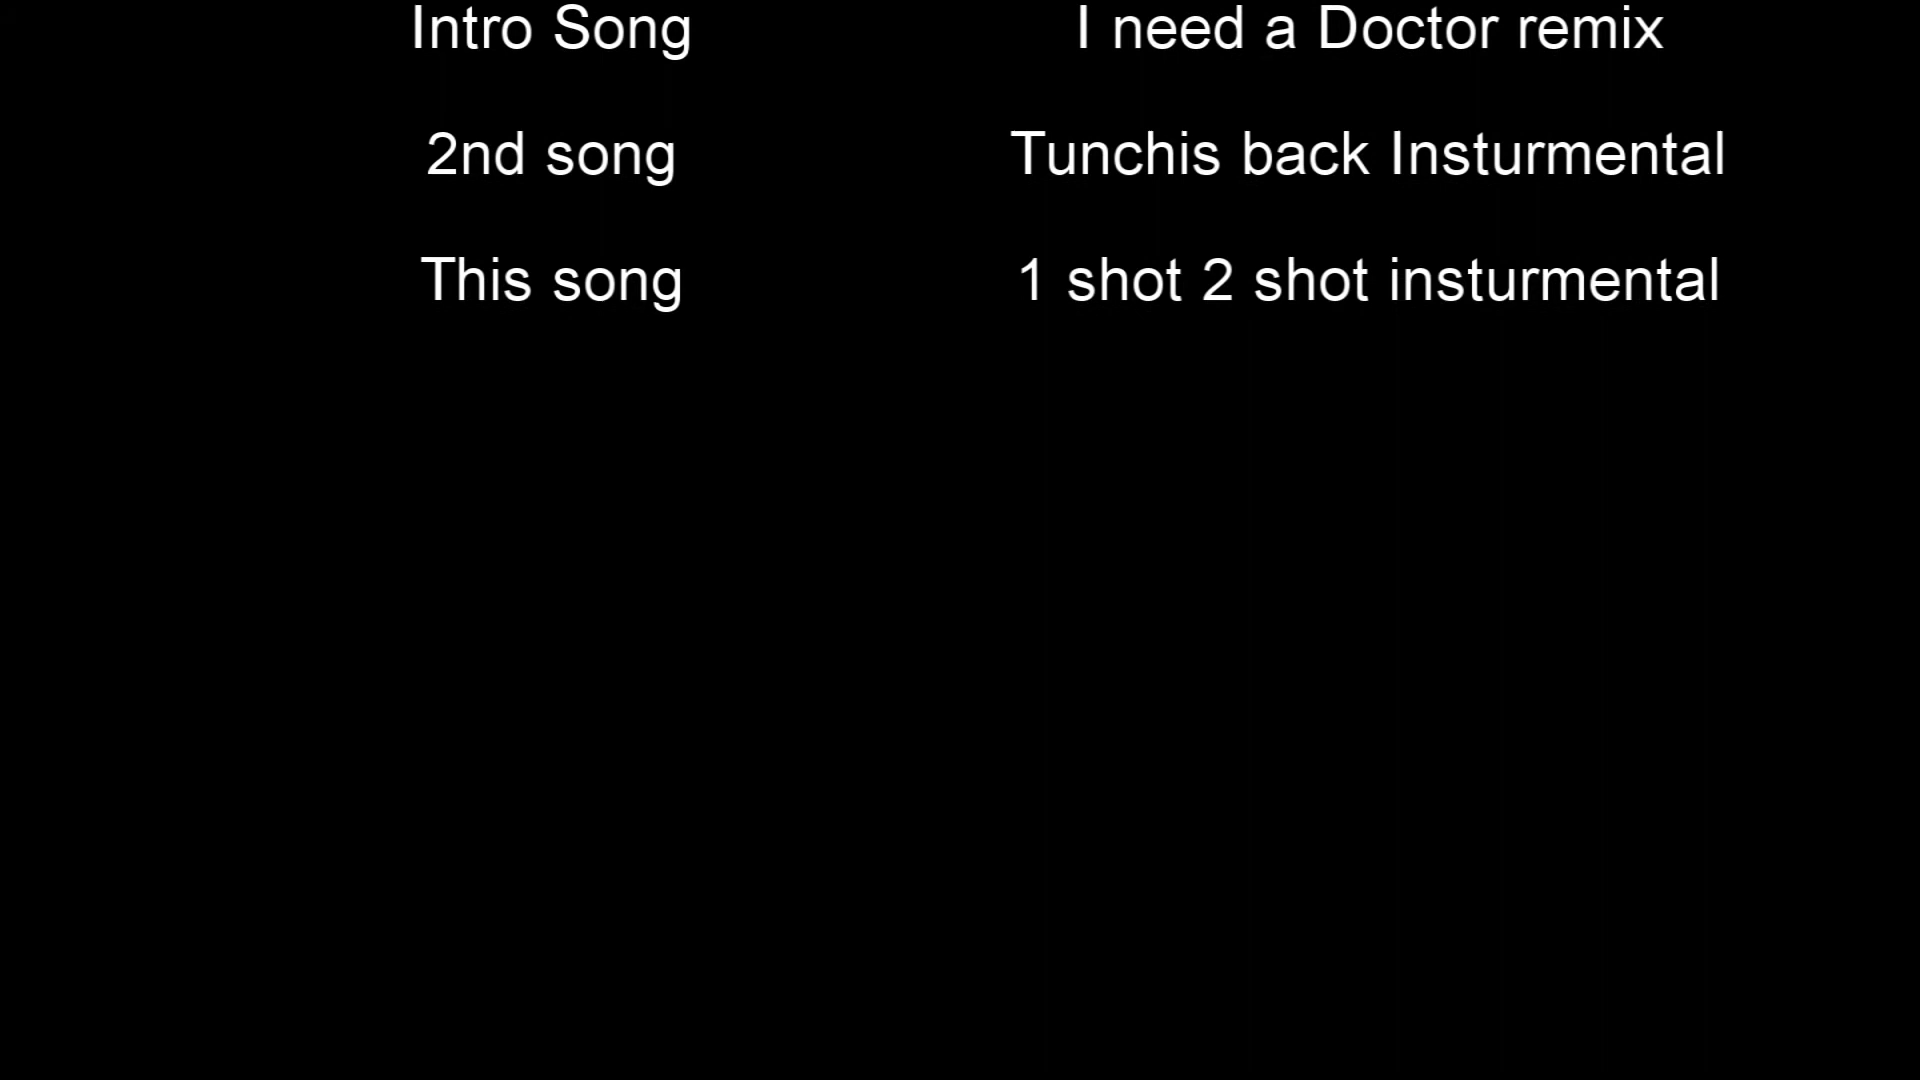 Intro Song I need a Doctor remix
2nd song Tunchis back Insturmental
This song 1 shot 2 shot insturmental